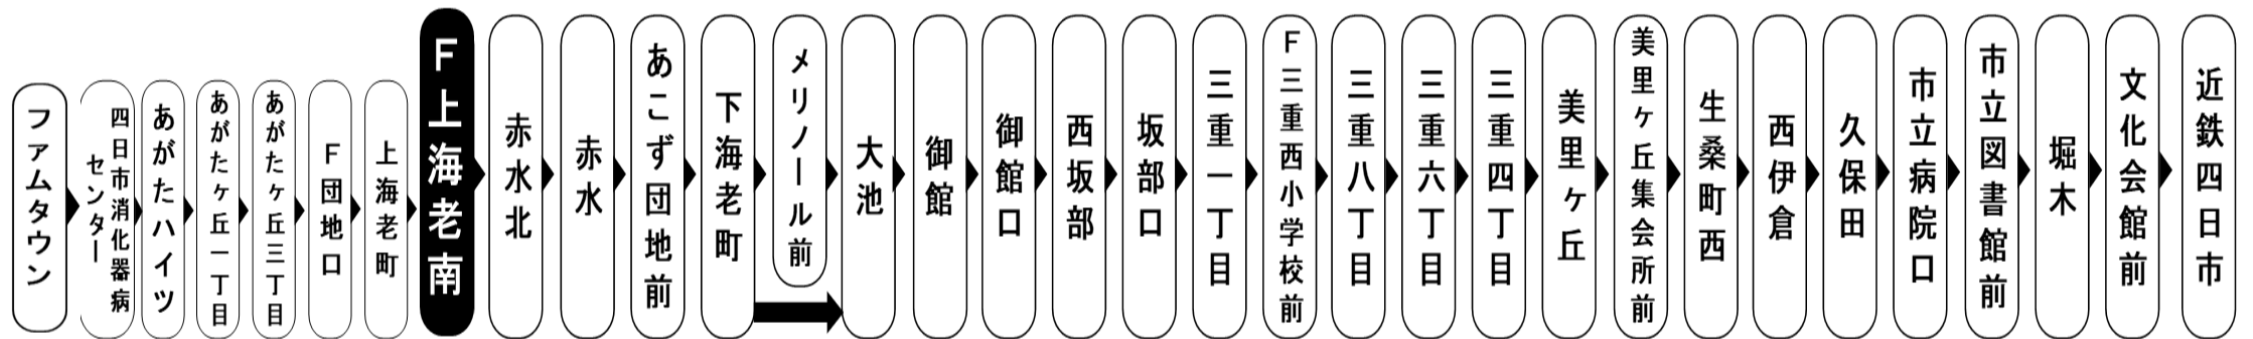 ファムタウン
四日市消化器病
センター
あがたハイツ
あがたヶ丘一丁目
あがたヶ丘三丁目
F団地口
上海老町
F上海老南
赤水北
赤水
あこず団地前
下海老町
メリノール前
大池
御館
御館口
西坂部
坂部口
三重一丁目
F三重西小学校前
三重八丁目
三重六丁目
三重四丁目
美里ヶ丘
美里ヶ丘集会所前
生桑町西
西伊倉
久保田
市立病院口
市立図書館前
堀木
文化会館前
近鉄四日市